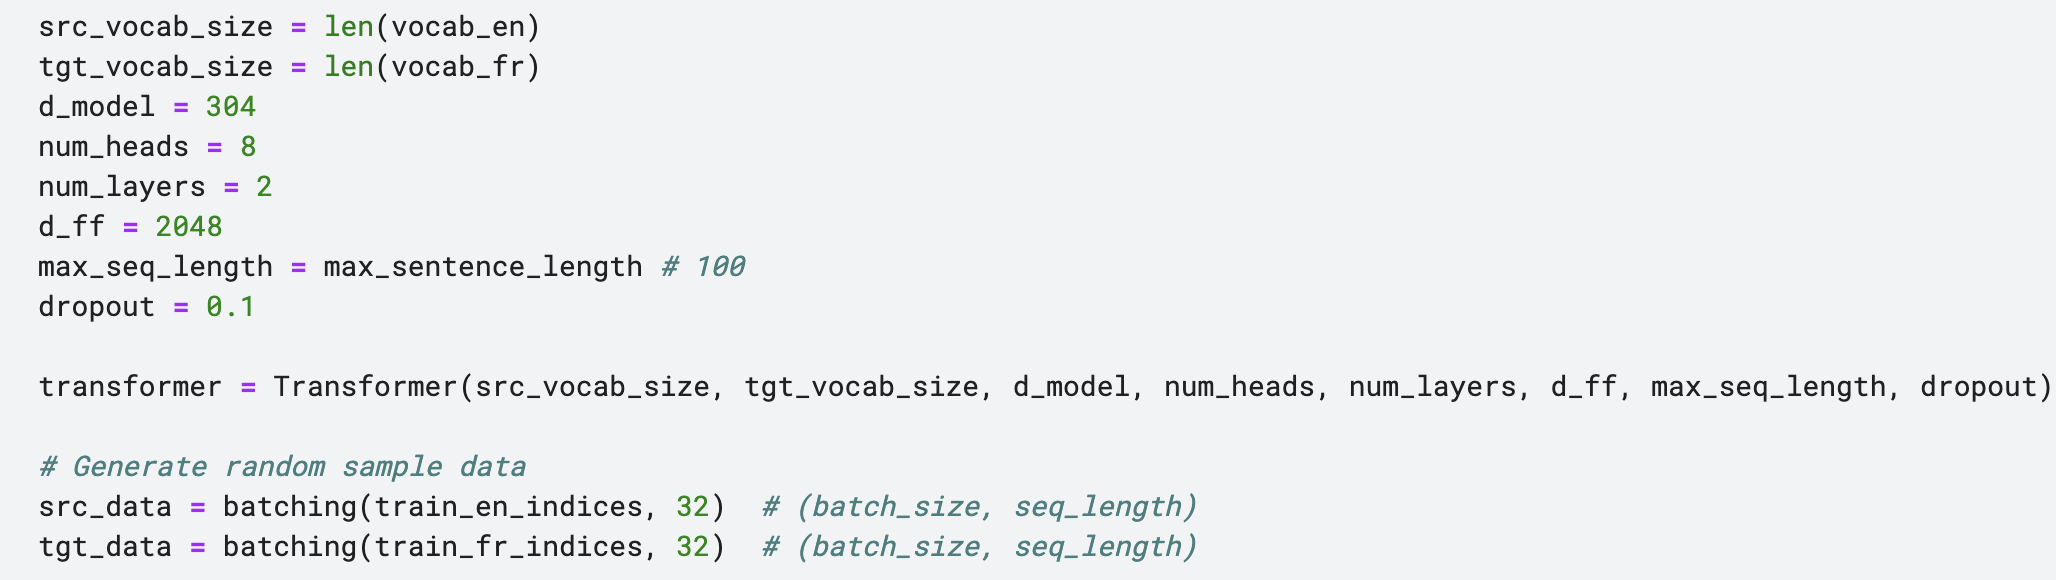 src_vocab_size = len(vocab_en)
tgt_vocab_size = len(vocab_fr)
d_model = 304
num_heads = 8
num_layers = 2
d_ff = 2048
max_seq_length = max_sentence_length # 100
dropout = 0.1
transformer = Transformer(src_vocab_size, tgt_vocab_size, d_model, num_heads, num_layers, d_ff, max_seq_length, dropout)
# Generate random sample data
src_data = batching(train_en_indices, 32)  # (batch_size, seq_length)
tgt_data = batching(train_fr_indices, 32)  # (batch_size, seq_length)